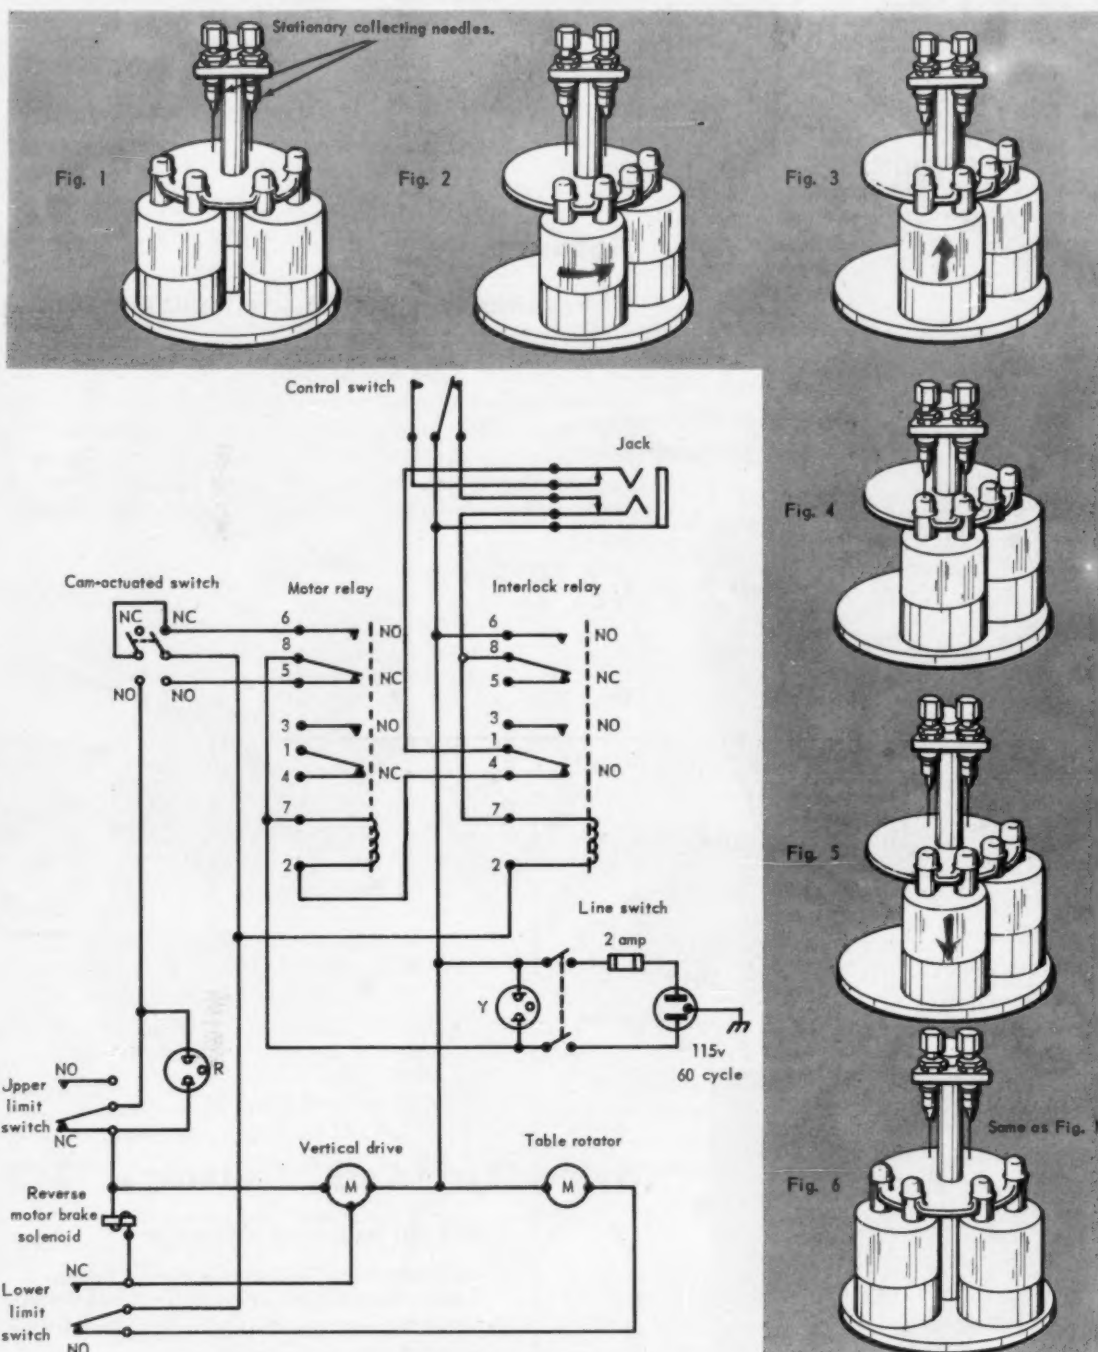 Stationary collecting needles.
Fig. 1
Fig. 2
Fig. 3
Control switch
Jack
Fig. 4
Cam-actuated switch
Motor relay
Interlock relay
NC
NC
6
NO
6
NO
8
8
5
NC
5
NC
NO
NO
3
NO
3
NO
1
1
4
NC
4
NO
7
7
2
2
Fig. 5
Line switch
2 amp
Y
115v
60 cycle
NO
R
Upper
limit
switch
NC
Vertical drive
Table rotator
M
M
Same as Fig. 1
Fig. 6
Reverse
motor brake
solenoid
NC
Lower
limit
switch
NO